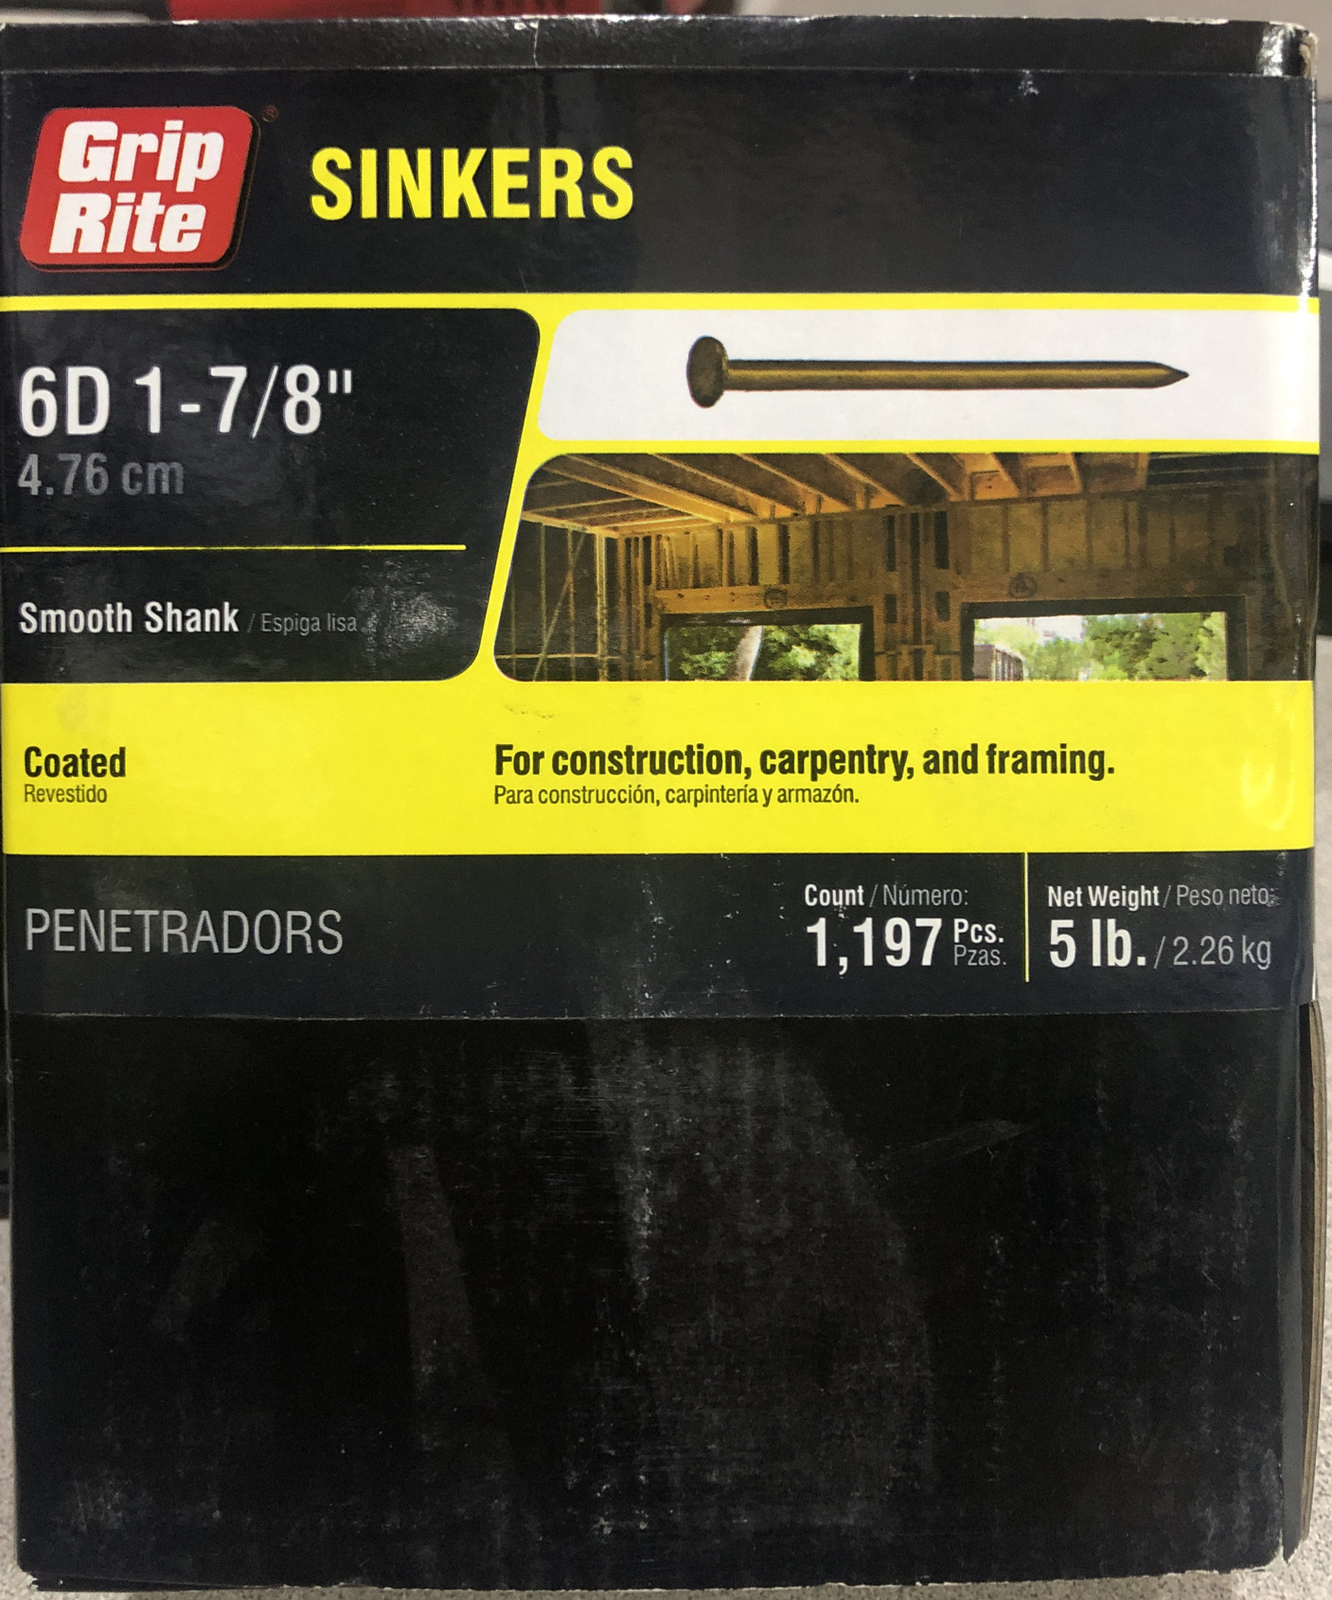 Grip
Rite®
SINKERS
6D 1-7/8"
4.76 cm
Smooth Shank / Espiga lisa
Coated
Revestido
For construction, carpentry, and framing.
Para construcción, carpintería y armazón.
PENETRADORS
Count / Número:
1,197 Pcs.
Pzas.
Net Weight / Peso neto:
5 lb. / 2.26 kg